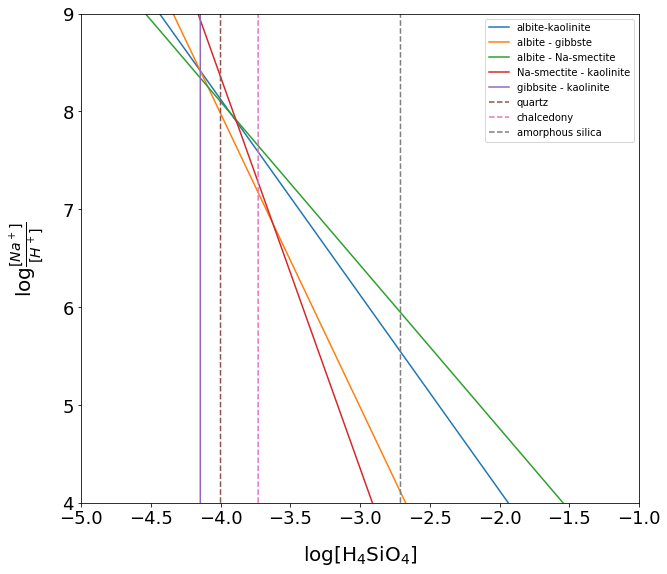 albite-kaolinite
albite - gibbste
albite - Na-smectite
Na-smectite - kaolinite
gibbsite - kaolinite
quartz
chalcedony
amorphous silica
9
8
7
6
5
4
log [Na⁺]/[H⁺]
−5.0 −4.5 −4.0 −3.5 −3.0 −2.5 −2.0 −1.5 −1.0
log[H₄SiO₄]